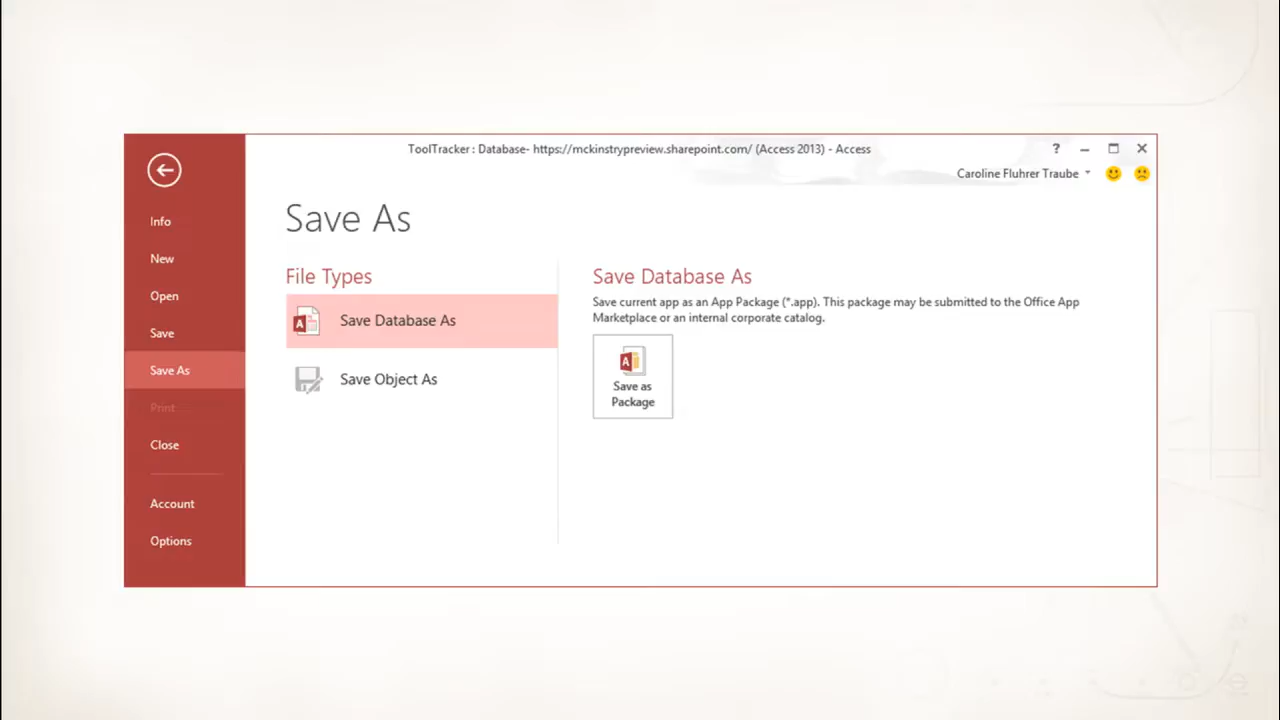 ToolTracker : Database- https://mckinstrypreview.sharepoint.com/ (Access 2013) - Access
?
Caroline Fluhrer Traube
Info
New
Open
Save
Save As
Print
Close
Account
Options
Save As
File Types
Save Database As
Save Object As
Save Database As
Save current app as an App Package (*.app). This package may be submitted to the Office App
Marketplace or an internal corporate catalog.
Save as
Package